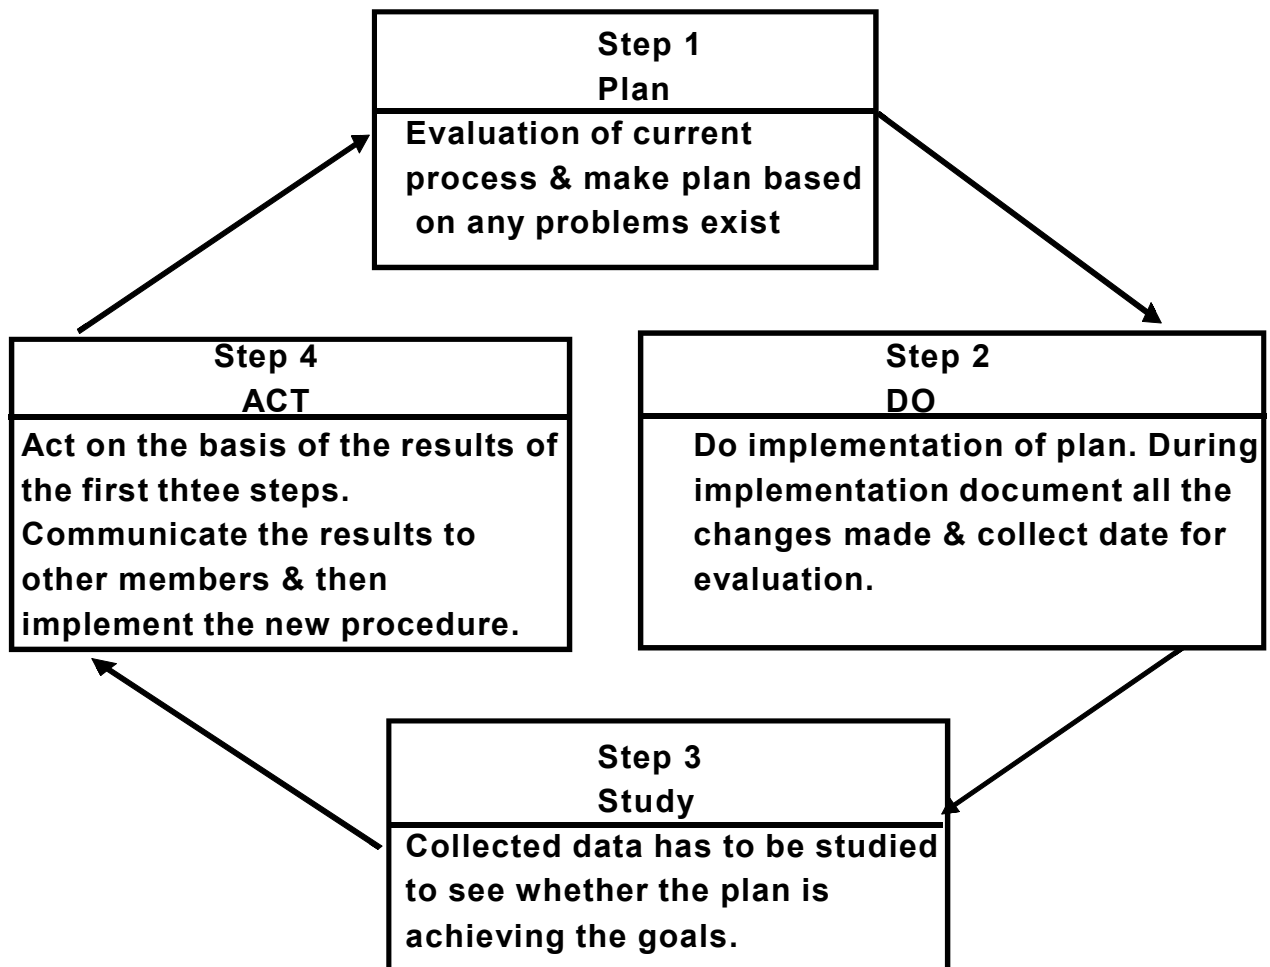 Step 1
Plan
Evaluation of current
process & make plan based
on any problems exist
Step 2
DO
Do implementation of plan. During
implementation document all the
changes made & collect date for
evaluation.
Step 3
Study
Collected data has to be studied
to see whether the plan is
achieving the goals.
Step 4
ACT
Act on the basis of the results of
the first thtee steps.
Communicate the results to
other members & then
implement the new procedure.